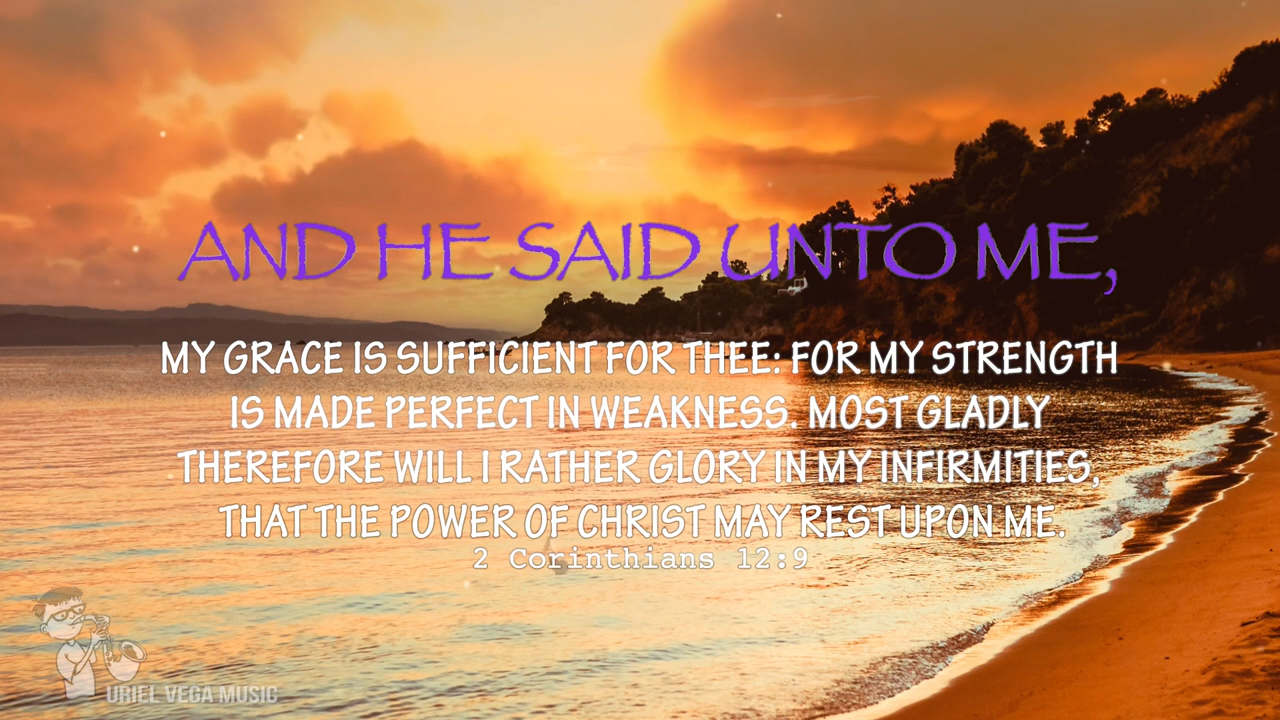 AND HE SAID UNTO ME,
MY GRACE IS SUFFICIENT FOR THEE: FOR MY STRENGTH
IS MADE PERFECT IN WEAKNESS. MOST GLADLY
THEREFORE WILL I RATHER GLORY IN MY INFIRMITIES,
THAT THE POWER OF CHRIST MAY REST UPON ME.
2 Corinthians 12:9
URIEL VEGA MUSIC